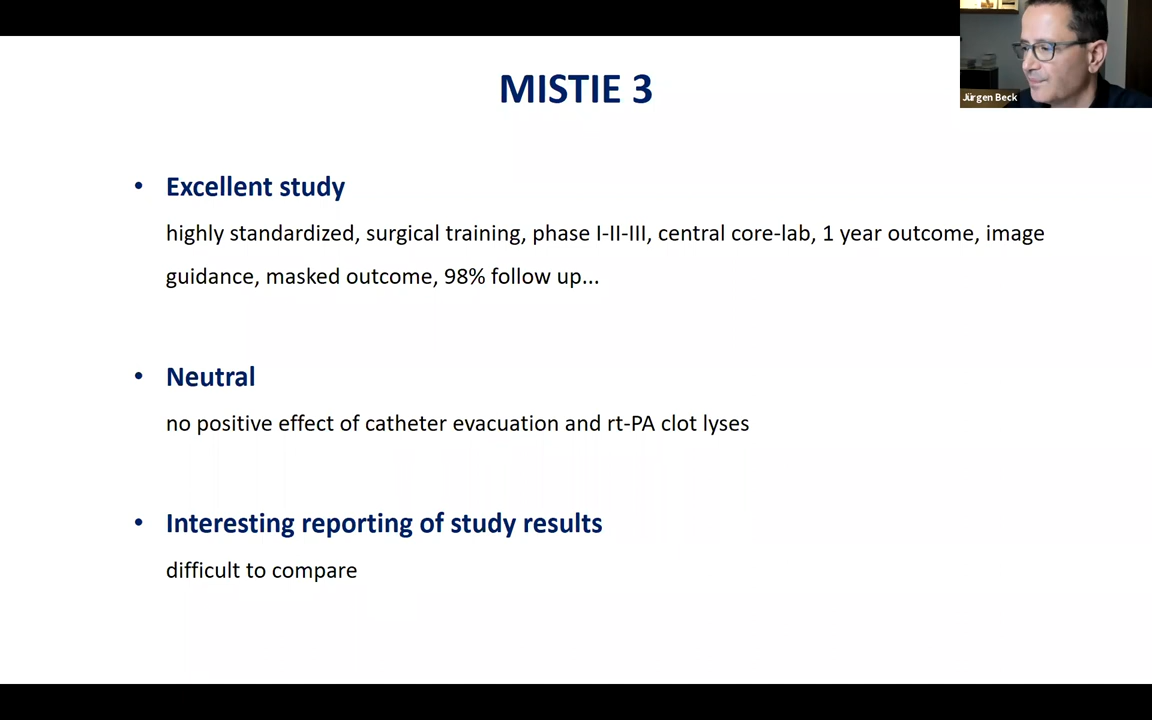 MISTIE 3
Jürgen Beck
• Excellent study
highly standardized, surgical training, phase I-II-III, central core-lab, 1 year outcome, image
guidance, masked outcome, 98% follow up...
• Neutral
no positive effect of catheter evacuation and rt-PA clot lyses
• Interesting reporting of study results
difficult to compare